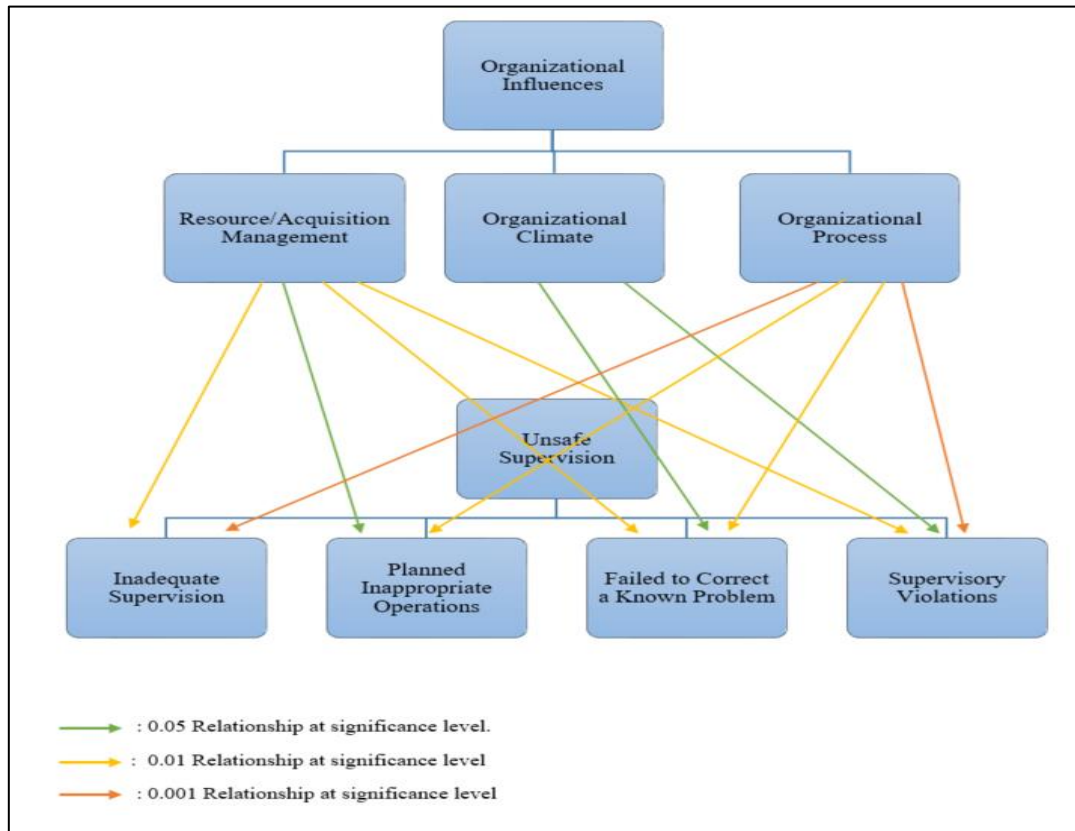 Organizational
Influences
Resource/Acquisition
Management
Organizational
Climate
Organizational
Process
Unsafe
Supervision
Inadequate
Supervision
Planned
Inappropriate
Operations
Failed to Correct
a Known Problem
Supervisory
Violations
: 0.05 Relationship at significance level.
: 0.01 Relationship at significance level
: 0.001 Relationship at significance level